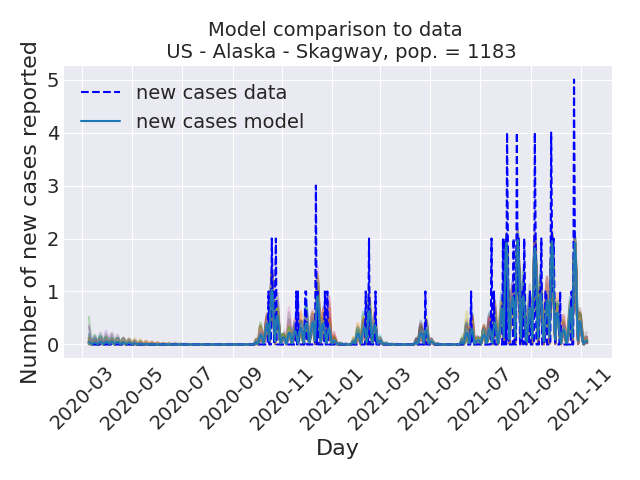 Model comparison to data
US - Alaska - Skagway, pop. = 1183
Number of new cases reported
5
4
3
2
1
0
new cases data
new cases model
2020-03
2020-05
2020-07
2020-09
2020-11
2021-01
2021-03
2021-05
2021-07
2021-09
2021-11
Day